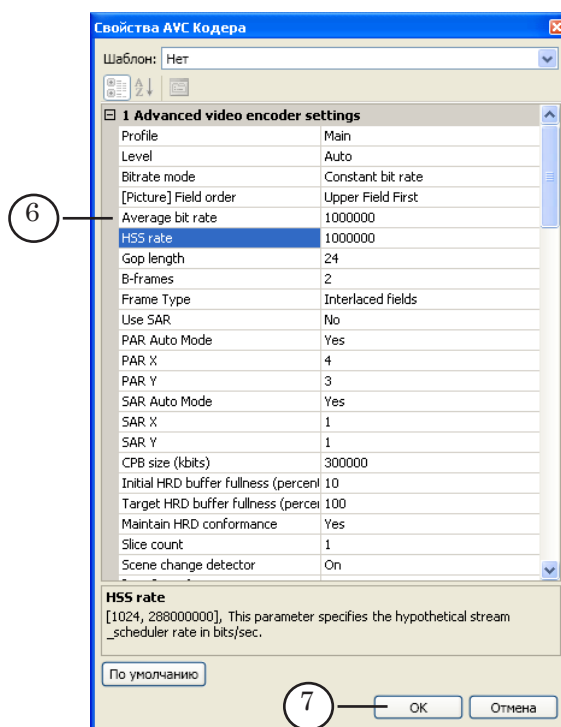 Свойства AVC Кодера
Шаблон: Нет
1 Advanced video encoder settings
Profile Main
Level Auto
Bitrate mode Constant bit rate
[Picture] Field order Upper Field First
6 Average bit rate 1000000
HSS rate 1000000
Gop length 24
B-frames 2
Frame Type Interlaced fields
Use SAR No
PAR Auto Mode Yes
PAR X 4
PAR Y 3
SAR Auto Mode Yes
SAR X 1
SAR Y 1
CPB size (kbits) 300000
Initial HRD buffer fullness (percent 10
Target HRD buffer fullness (percer 100
Maintain HRD conformance Yes
Slice count 1
Scene change detector On
HSS rate
[1024, 288000000], This parameter specifies the hypothetical stream
_scheduler rate in bits/sec.
По умолчанию
7 ОК Отмена